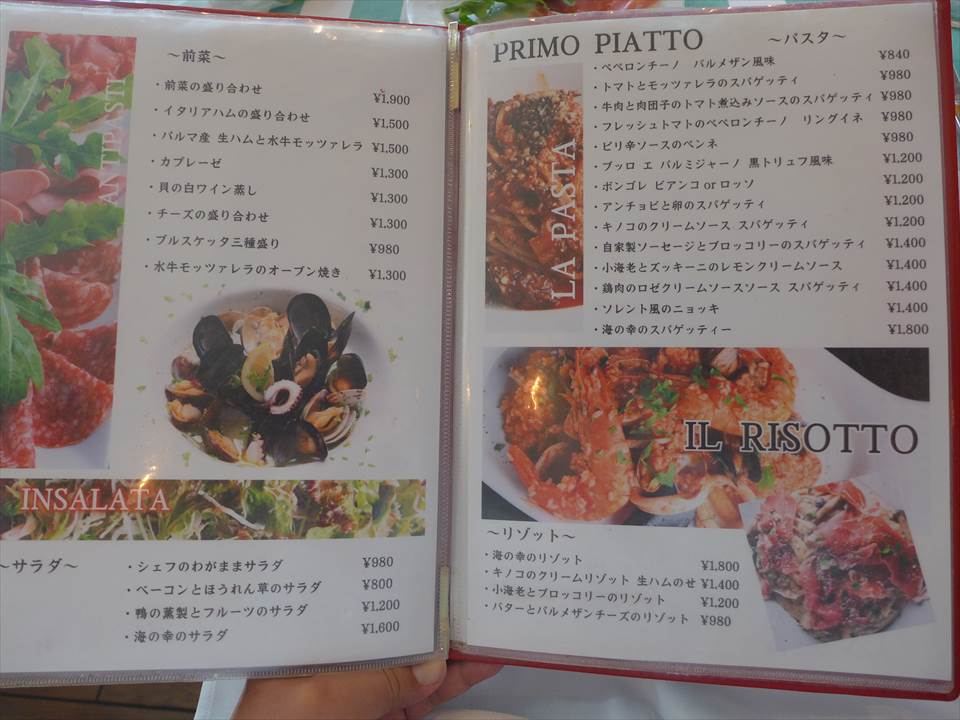 ANTIPASTI
～前菜～
・前菜の盛り合わせ ¥1,900
・イタリアハムの盛り合わせ ¥1,500
・パルマ産 生ハムと水牛モッツァレラ ¥1,500
・カプレーゼ ¥1,300
・貝の白ワイン蒸し ¥1,300
・チーズの盛り合わせ ¥1,300
・ブルスケッタ三種盛り ¥980
・水牛モッツァレラのオーブン焼き ¥1,300
INSALATA
～サラダ～
・シェフのわがままサラダ ¥980
・ベーコンとほうれん草のサラダ ¥800
・鴨の薫製とフルーツのサラダ ¥1,200
・海の幸のサラダ ¥1,600
PRIMO PIATTO ～パスタ～
LA PASTA
・ペペロンチーノ パルメザン風味 ¥840
・トマトとモッツァレラのスパゲッティ ¥980
・牛肉と肉団子のトマト煮込みソースのスパゲッティ ¥980
・フレッシュトマトのペペロンチーノ リングイネ ¥980
・ピリ辛ソースのペンネ ¥980
・ブッロ エ パルミジャーノ 黒トリュフ風味 ¥1,200
・ボンゴレ ビアンコ or ロッソ ¥1,200
・アンチョビと卵のスパゲッティ ¥1,200
・キノコのクリームソース スパゲッティ ¥1,200
・自家製ソーセージとブロッコリーのスパゲッティ ¥1,400
・小海老とズッキーニのレモンクリームソース ¥1,400
・鶏肉のロゼクリームソースソース スパゲッティ ¥1,400
・ソレント風のニョッキ ¥1,400
・海の幸のスパゲッティー ¥1,800
IL RISOTTO
～リゾット～
・海の幸のリゾット ¥1,800
・キノコのクリームリゾット 生ハムのせ ¥1,400
・小海老とブロッコリーのリゾット ¥1,200
・バターとパルメザンチーズのリゾット ¥980